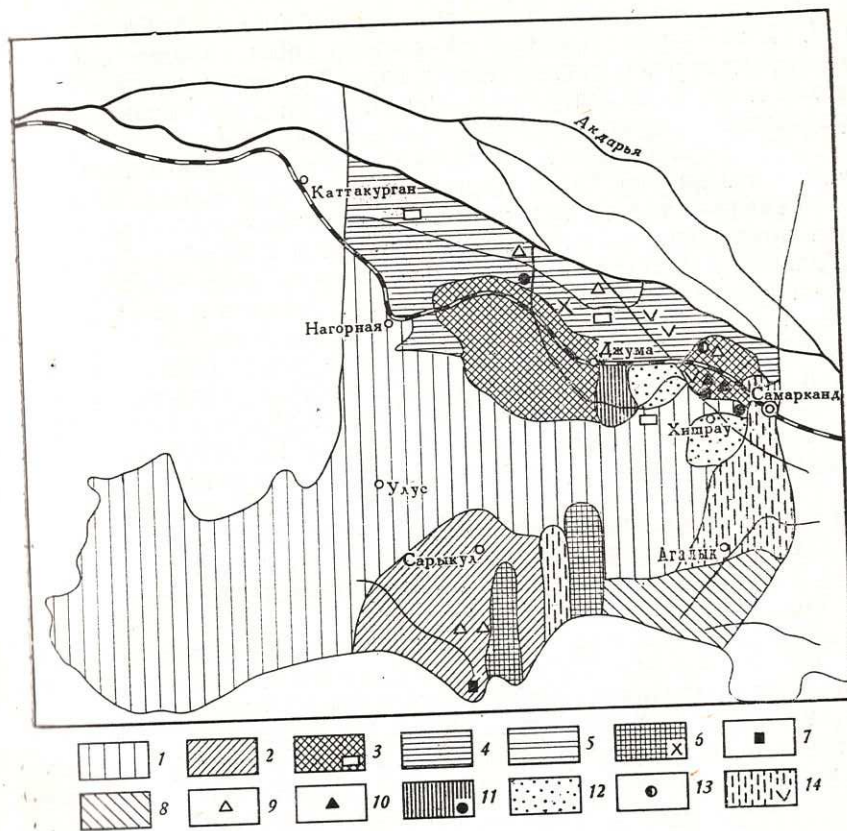 Акдарья
Каттакурган
Нагорная
Джума
Самарканд
Хишрау
Улус
Сарыкул
Агалык
1 2 3 4 5 6 7
8 9 10 11 12 13 14